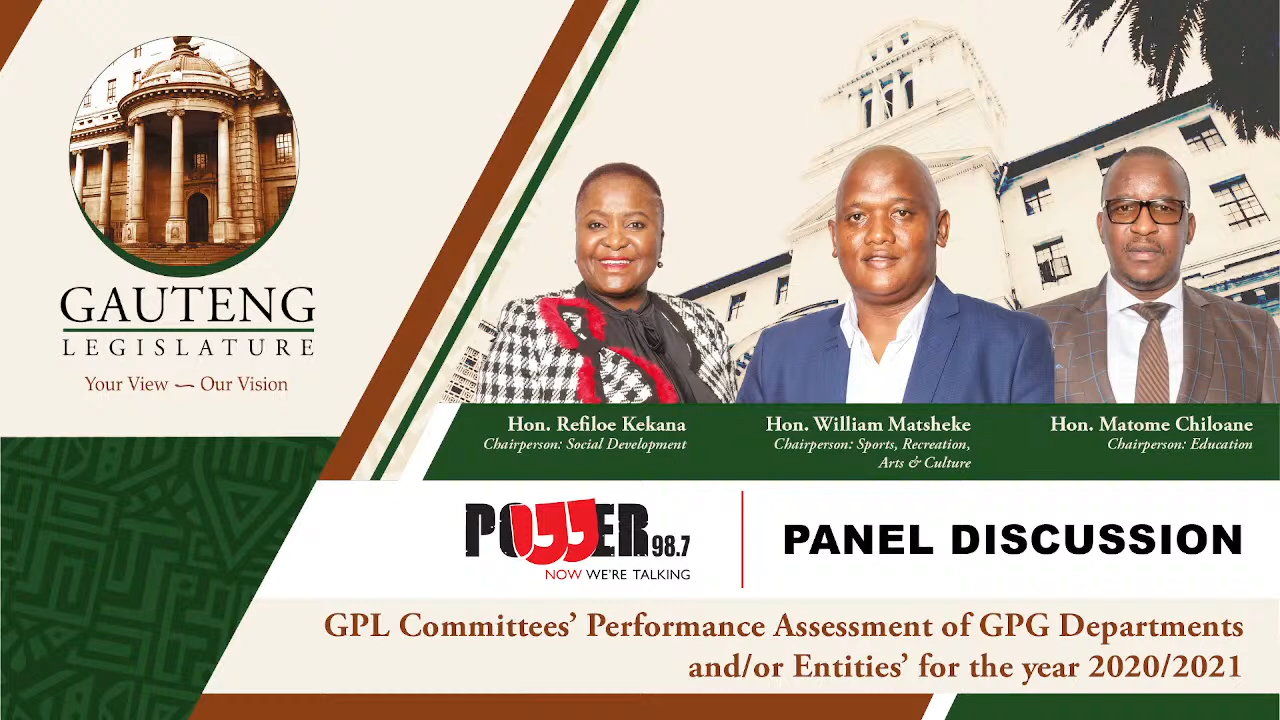 GAUTENG
LEGISLATURE
Your View — Our Vision
Hon. Refiloe Kekana
Chairperson: Social Development
Hon. William Matsheke
Chairperson: Sports, Recreation,
Arts & Culture
Hon. Matome Chiloane
Chairperson: Education
POWER 98.7
NOW WE'RE TALKING
PANEL DISCUSSION
GPL Committees’ Performance Assessment of GPG Departments
and/or Entities’ for the year 2020/2021